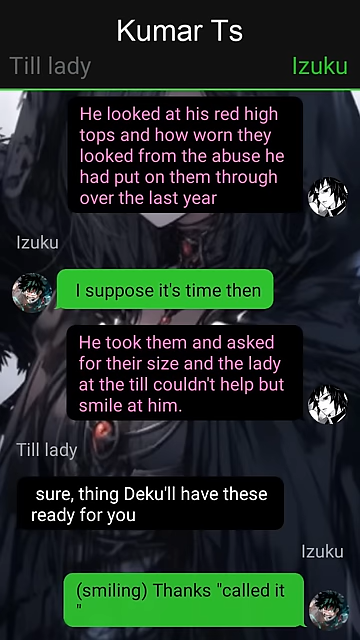 Kumar Ts
Till lady
Izuku
He looked at his red high
tops and how worn they
looked from the abuse he
had put on them through
over the last year
Izuku
I suppose it's time then
He took them and asked
for their size and the lady
at the till couldn't help but
smile at him.
Till lady
sure, thing Deku'll have these
ready for you
Izuku
(smiling) Thanks "called it
"